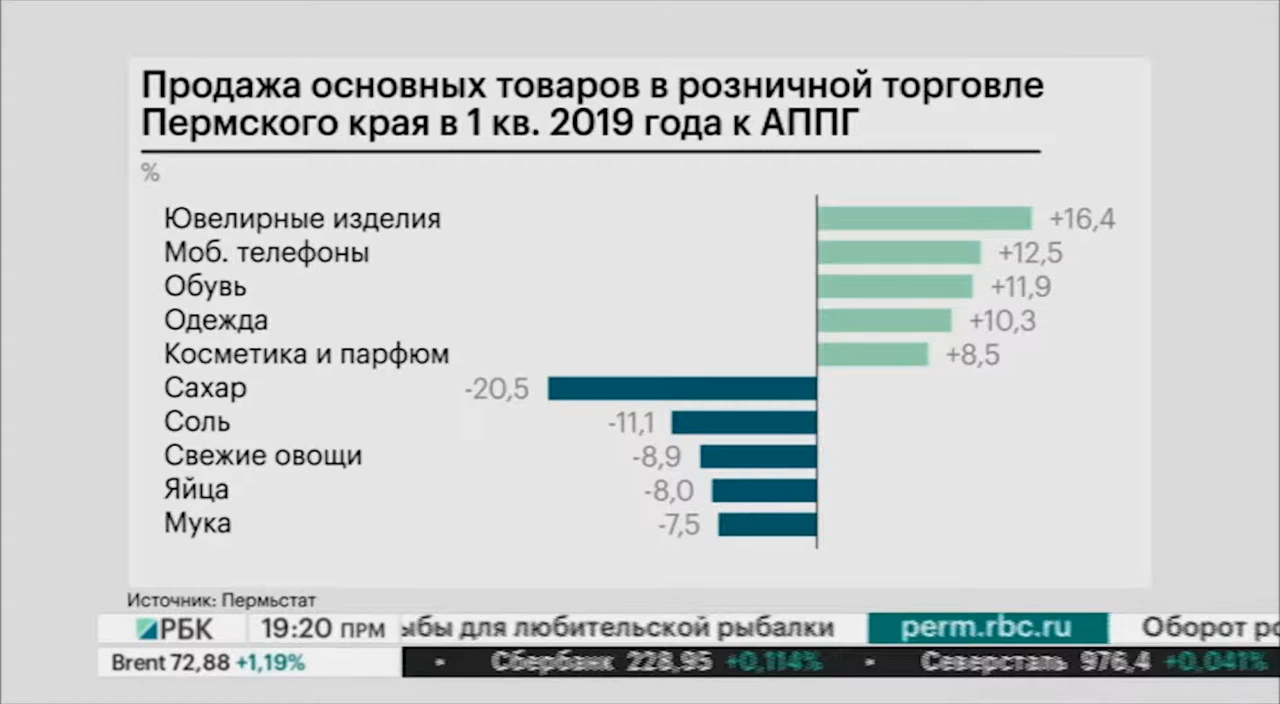 Продажа основных товаров в розничной торговле
Пермского края в 1 кв. 2019 года к АППГ
%
Ювелирные изделия +16,4
Моб. телефоны +12,5
Обувь +11,9
Одежда +10,3
Косметика и парфюм +8,5
Сахар -20,5
Соль -11,1
Свежие овощи -8,9
Яйца -8,0
Мука -7,5
Источник: Пермьстат
РБК 19:20 ПРМ ыбы для любительской рыбалки perm.rbc.ru Оборот ро
Brent 72,88 +1,19% Сбербанк 228,95 +0,114% Северсталь 976,4 +0,041%